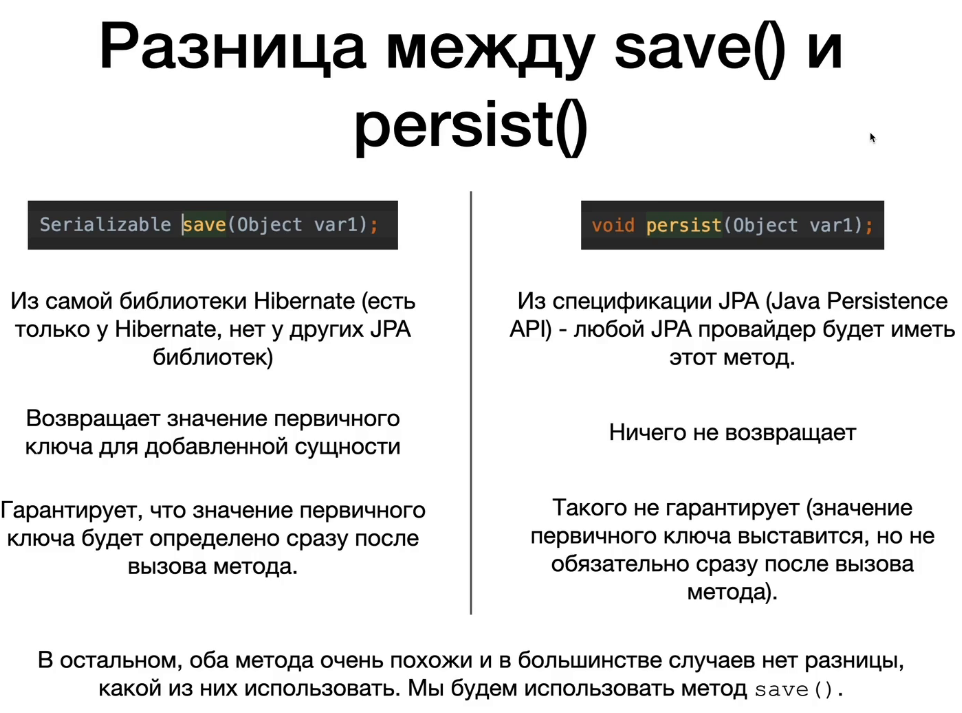 Разница между save() и
persist()
Serializable save(Object var1);
Из самой библиотеки Hibernate (есть
только у Hibernate, нет у других JPA
библиотек)
Возвращает значение первичного
ключа для добавленной сущности
Гарантирует, что значение первичного
ключа будет определено сразу после
вызова метода.
void persist(Object var1);
Из спецификации JPA (Java Persistence
API) - любой JPA провайдер будет иметь
этот метод.
Ничего не возвращает
Такого не гарантирует (значение
первичного ключа выставится, но не
обязательно сразу после вызова
метода).
В остальном, оба метода очень похожи и в большинстве случаев нет разницы,
какой из них использовать. Мы будем использовать метод save().